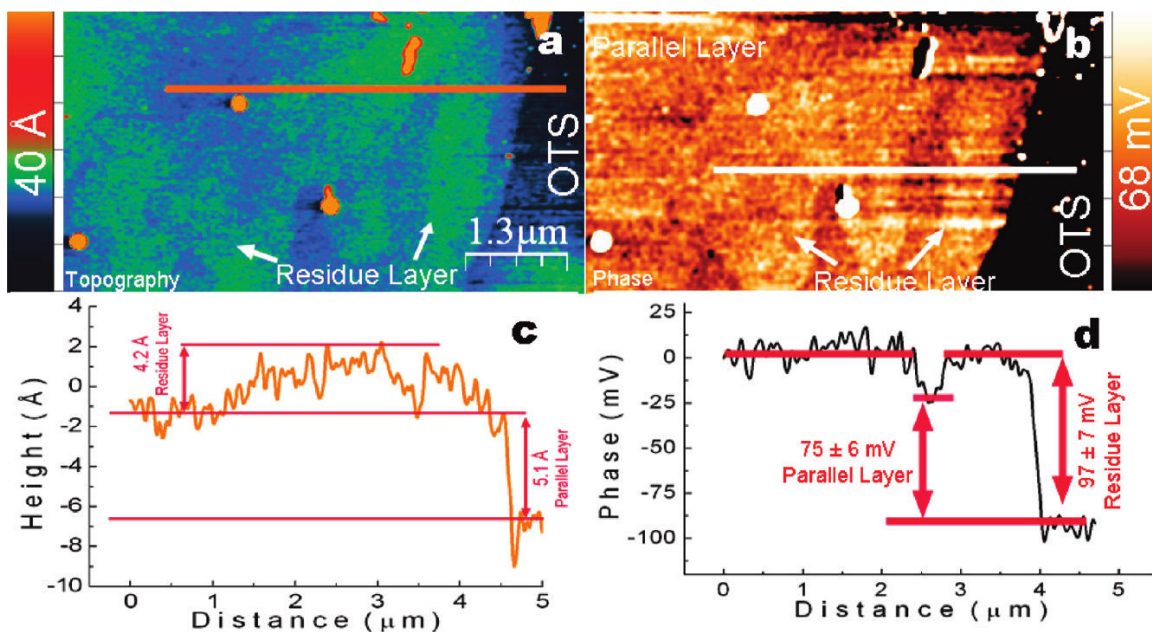 a
40 Å
OTS
1.3μm
Residue Layer
Topography
b
Parallel Layer
68 mV
OTS
Residue Layer
Phase
c
4
2
0
-2
-4
-6
-8
-10
Height (Å)
4.2 A
Residue Layer
5.1 A
Parallel Layer
0 1 2 3 4 5
Distance (μm)
d
25
0
-25
-50
-75
-100
Phase (mV)
75 ± 6 mV
Parallel Layer
97 ± 7 mV
Residue Layer
0 1 2 3 4 5
Distance (μm)